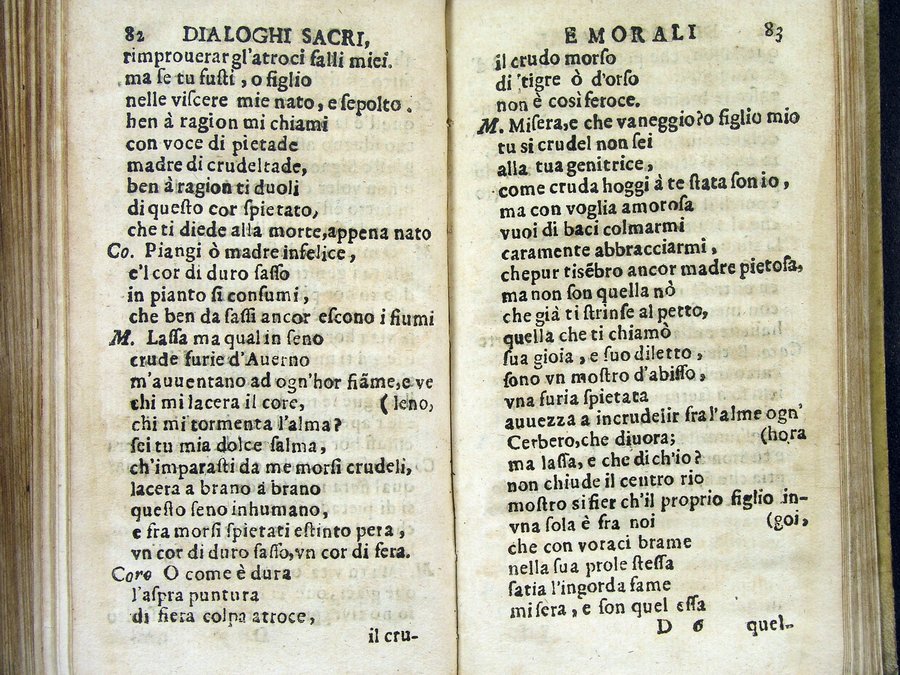 82 DIALOGHI SACRI,
rimprouerar gl'atroci falli miei.
ma se tu fusti, o figlio
nelle viscere mie nato, e sepolto.
ben à ragion mi chiami
con voce di pietade
madre di crudeltade,
ben à ragion ti duoli
di questo cor spietato,
che ti diede alla morte, appena nato
Co. Piangi ò madre infelice,
e'l cor di duro sasso
in pianto si consumi,
che ben da sassi ancor escono i fiumi
M. Lassa ma qual in seno
crude furie d'Auerno
m'auuentano ad ogn'hor fiãme, e ve
chi mi lacera il core, (leno,
chi mi tormenta l'alma?
sei tu mia dolce salma,
ch'imparasti da me morsi crudeli,
lacera a brano à brano
questo seno inhumano,
e fra morsi spietati estinto pera,
vn cor di duro sasso, vn cor di fera.
Coro O come è dura
l'aspra puntura
di fiera colpa atroce,
il cru-
E MORALI 83
il crudo morso
di tigre ò d'orso
non è così feroce.
M. Misera, e che vaneggio? o figlio mio
tu si crudel non sei
alla tua genitrice,
come cruda hoggi à te stata son io,
ma con voglia amorosa
vuoi di baci colmarmi
caramente abbracciarmi,
che pur ti sẽbro ancor madre pietosa,
ma non son quella nò
che già ti strinse al petto,
quella che ti chiamò
sua gioia, e suo diletto,
sono vn mostro d'abisso,
vna furia spietata
auuezza a incrudelir fra l'alme ogn'
Cerbero, che diuora; (hora
ma lassa, e che dich'io?
non chiude il centro rio
mostro si fier ch'il proprio figlio in-
vna sola è fra noi (goi,
che con voraci brame
nella sua prole stessa
satia l'ingorda fame
misera, e son quel essa
D 6 quel-